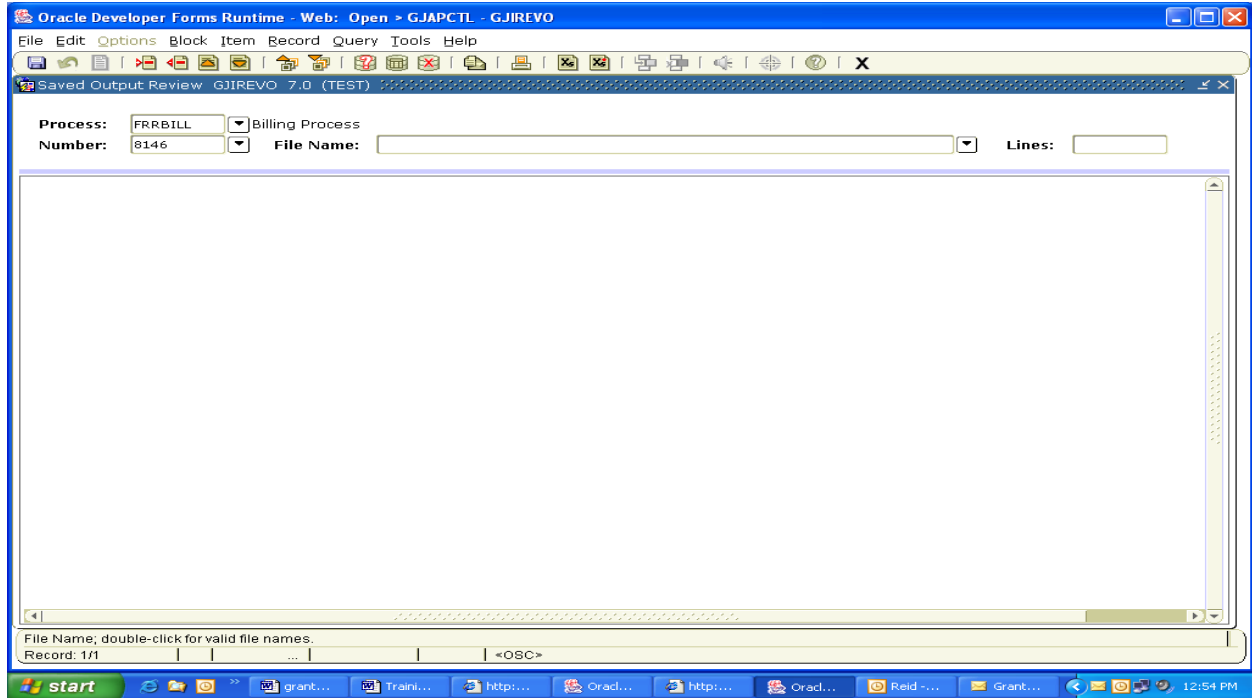 Oracle Developer Forms Runtime - Web: Open > GJAPCTL - GJIREVO
File Edit Options Block Item Record Query Tools Help
Saved Output Review GJIREVO 7.0 (TEST)
Process: FRRBILL Billing Process
Number: 8146 File Name: Lines:
File Name; double-click for valid file names.
Record: 1/1 ... <OSC>
start grant... Traini... http:... Oracl... http:... Oracl... Reid -... Grant... 12:54 PM